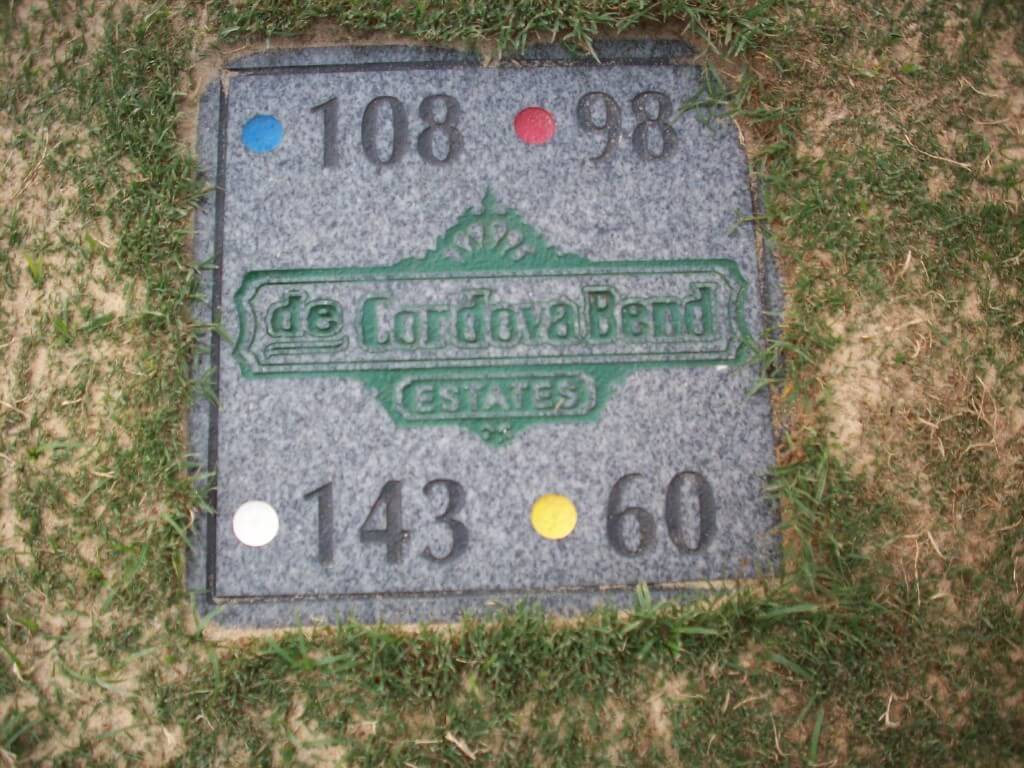 108 98
de Cordova Bend
ESTATES
143 60